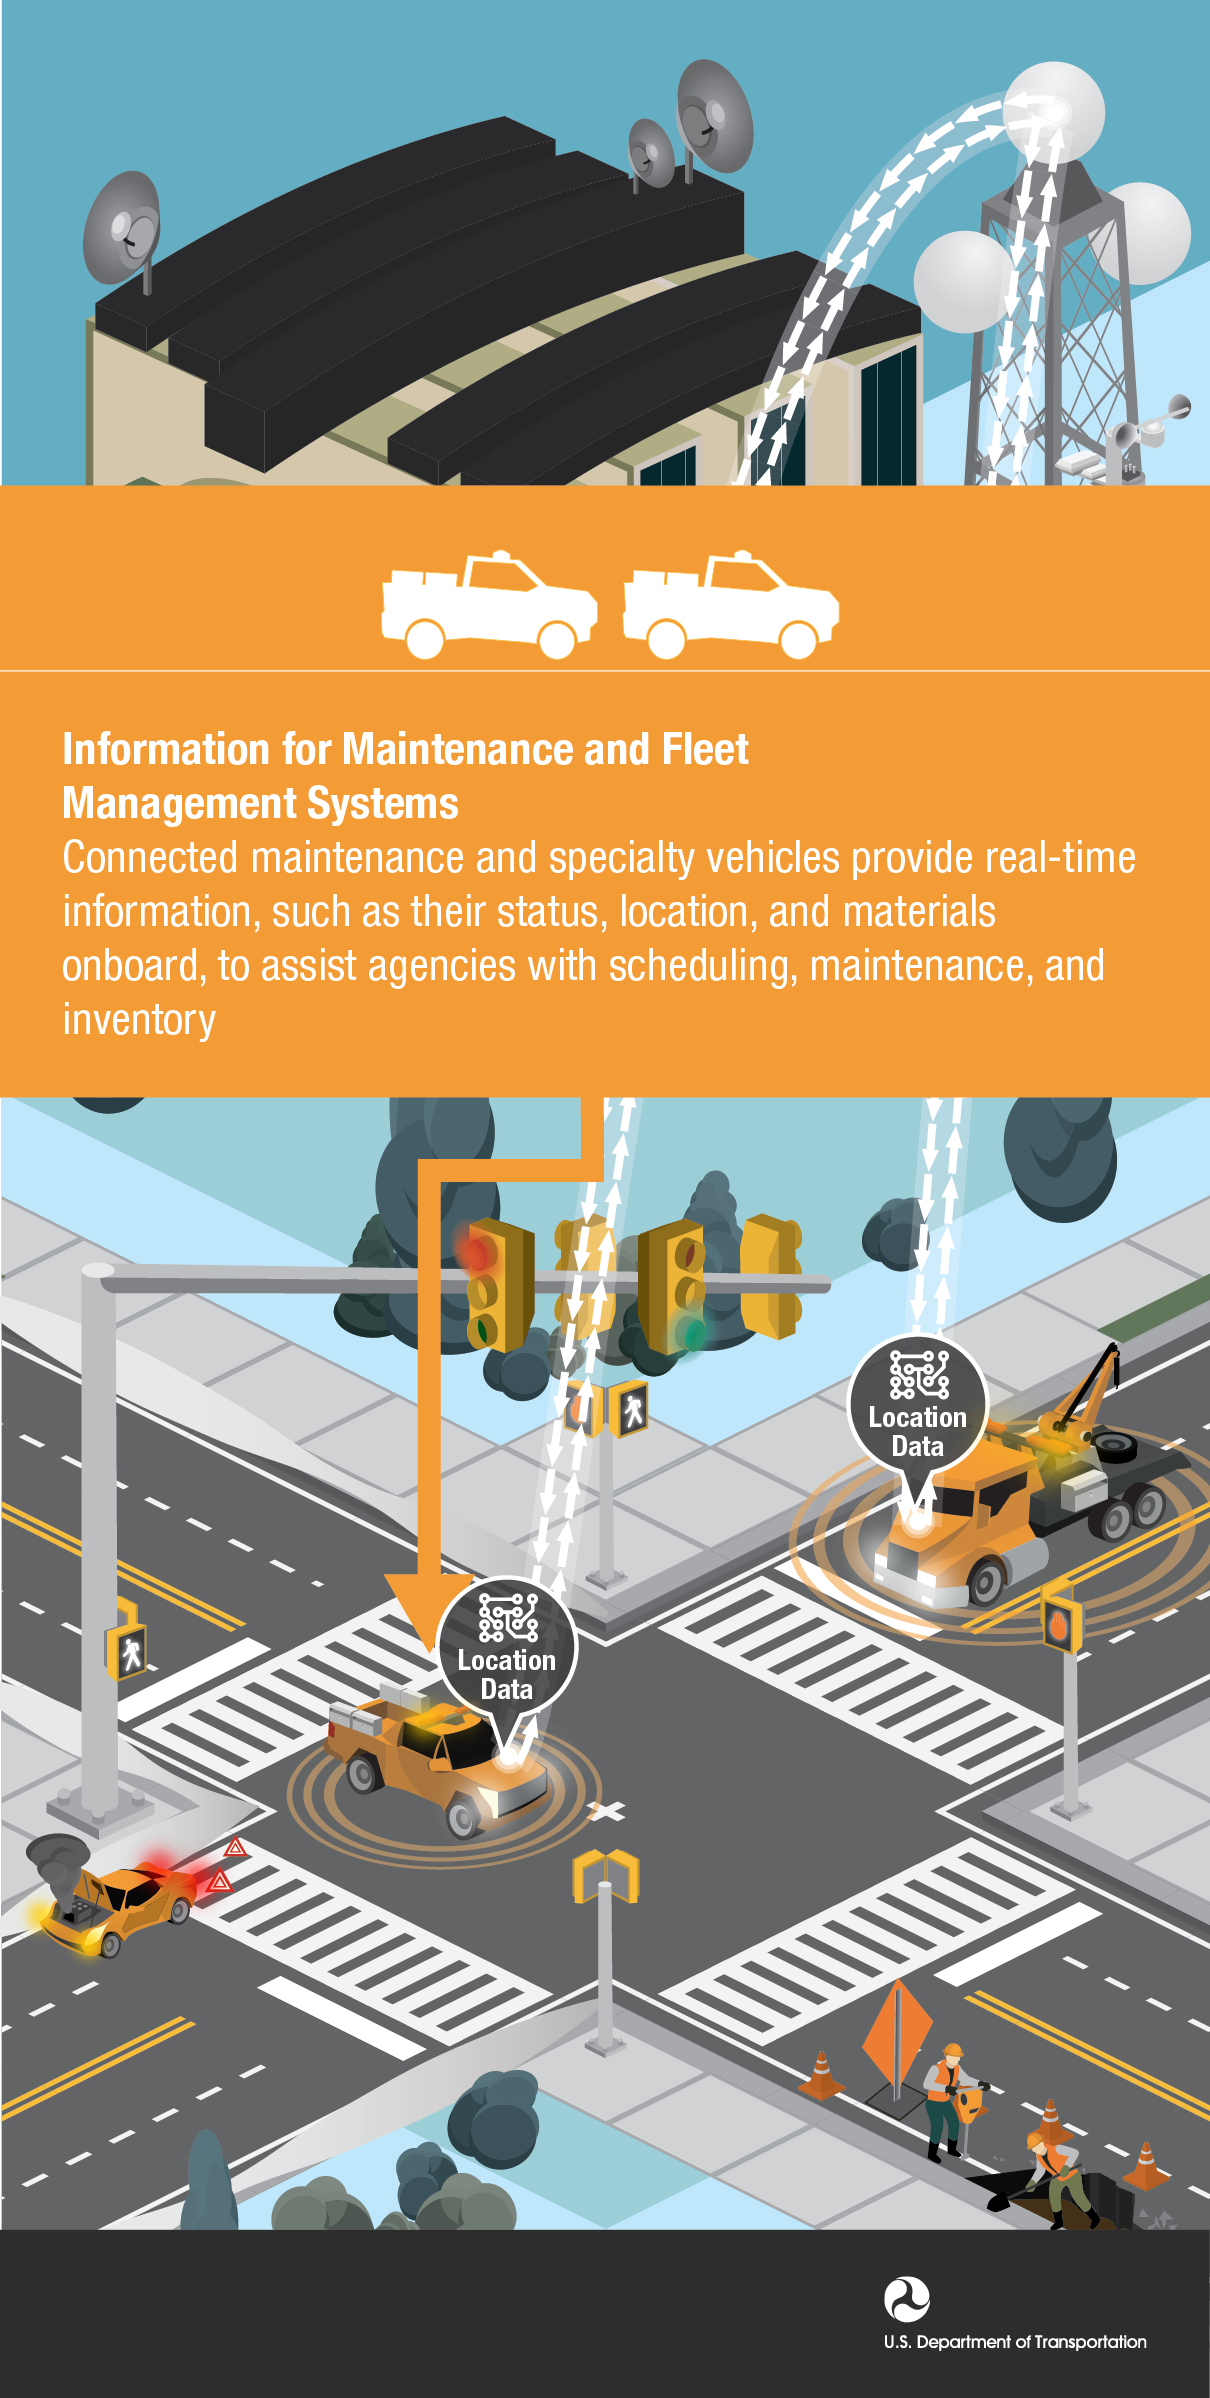 Information for Maintenance and Fleet
Management Systems
Connected maintenance and specialty vehicles provide real-time
information, such as their status, location, and materials
onboard, to assist agencies with scheduling, maintenance, and
inventory
Location
Data
Location
Data
U.S. Department of Transportation